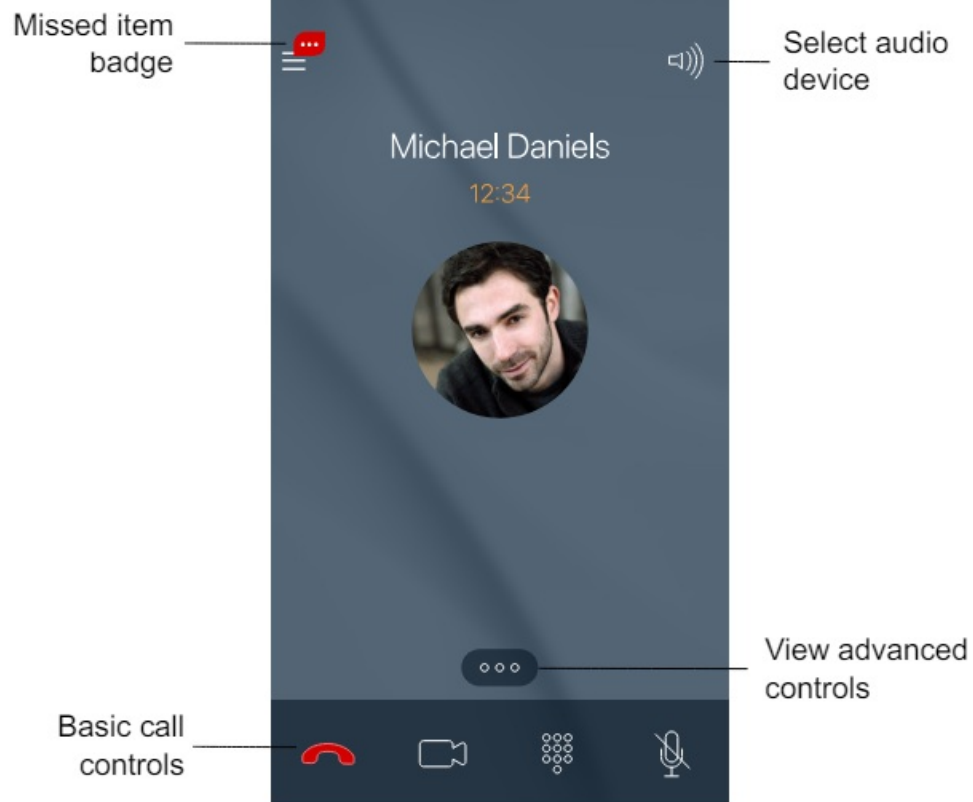 Missed item
badge
Select audio
device
Michael Daniels
12:34
View advanced
controls
Basic call
controls